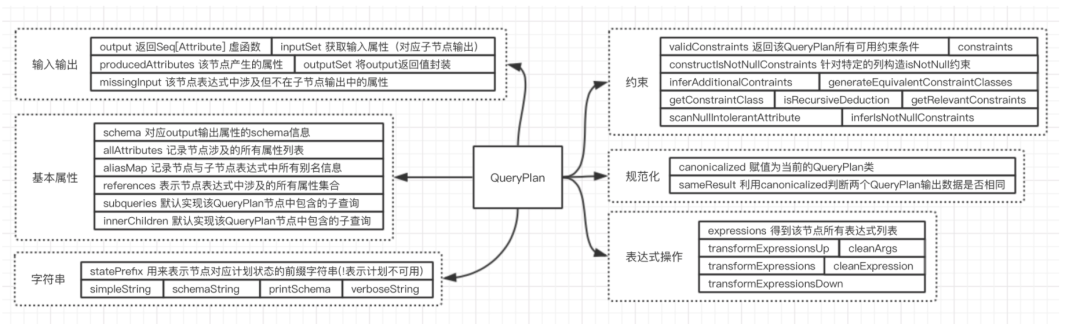 输入输出
output 返回Seq[Attribute] 虚函数
inputSet 获取输入属性（对应子节点输出）
producedAttributes 该节点产生的属性
outputSet 将output返回值封装
missingInput 该节点表达式中涉及但不在子节点输出中的属性
基本属性
schema 对应output输出属性的schema信息
allAttributes 记录节点涉及的所有属性列表
aliasMap 记录节点与子节点表达式中所有别名信息
references 表示节点表达式中涉及的所有属性集合
subqueries 默认实现该QueryPlan节点中包含的子查询
innerChildren 默认实现该QueryPlan节点中包含的子查询
字符串
statePrefix 用来表示节点对应计划状态的前缀字符串(!表示计划不可用)
simpleString
schemaString
printSchema
verboseString
QueryPlan
约束
validConstraints 返回该QueryPlan所有可用约束条件
constraints
constructIsNotNullConstraints 针对特定的列构造isNotNull约束
inferAdditionalContraints
generateEquivalentConstraintClasses
getConstraintClass
isRecursiveDeduction
getRelevantConstraints
scanNullIntolerantAttribute
inferIsNotNullConstraints
规范化
canonicalized 赋值为当前的QueryPlan类
sameResult 利用canonicalized判断两个QueryPlan输出数据是否相同
表达式操作
expressions 得到该节点所有表达式列表
transformExpressionsUp
cleanArgs
transformExpressions
cleanExpression
transformExpressionsDown